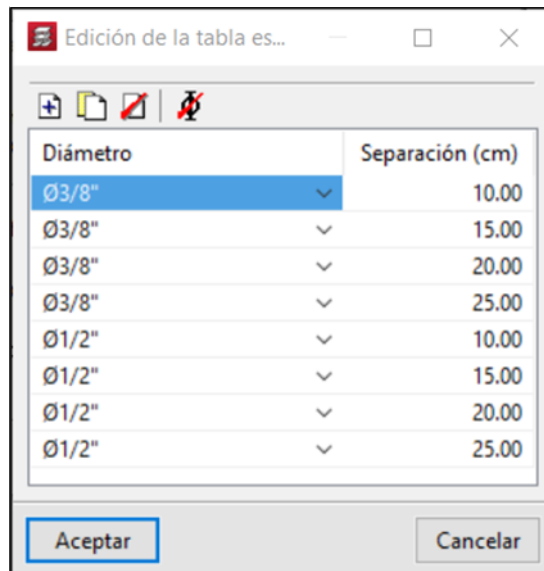 Edición de la tabla es...
Diámetro Separación (cm)
Ø3/8" 10.00
Ø3/8" 15.00
Ø3/8" 20.00
Ø3/8" 25.00
Ø1/2" 10.00
Ø1/2" 15.00
Ø1/2" 20.00
Ø1/2" 25.00
Aceptar Cancelar